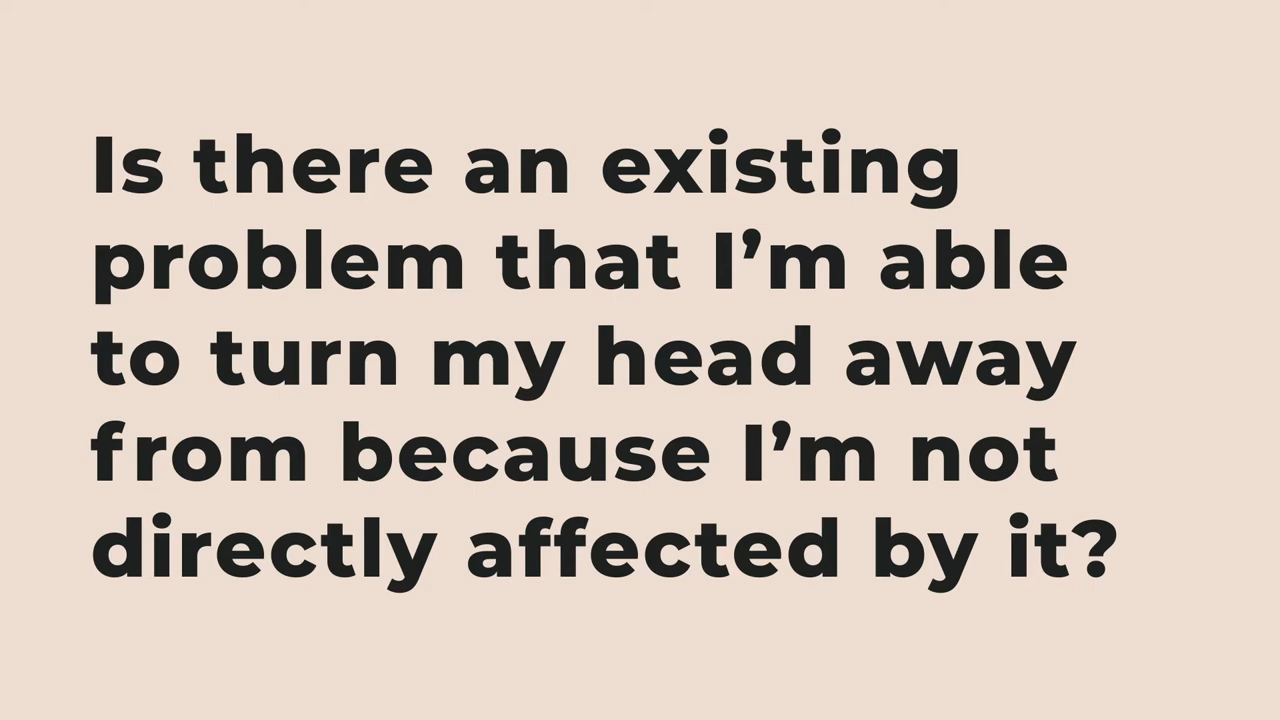 Is there an existing
problem that I’m able
to turn my head away
from because I’m not
directly affected by it?